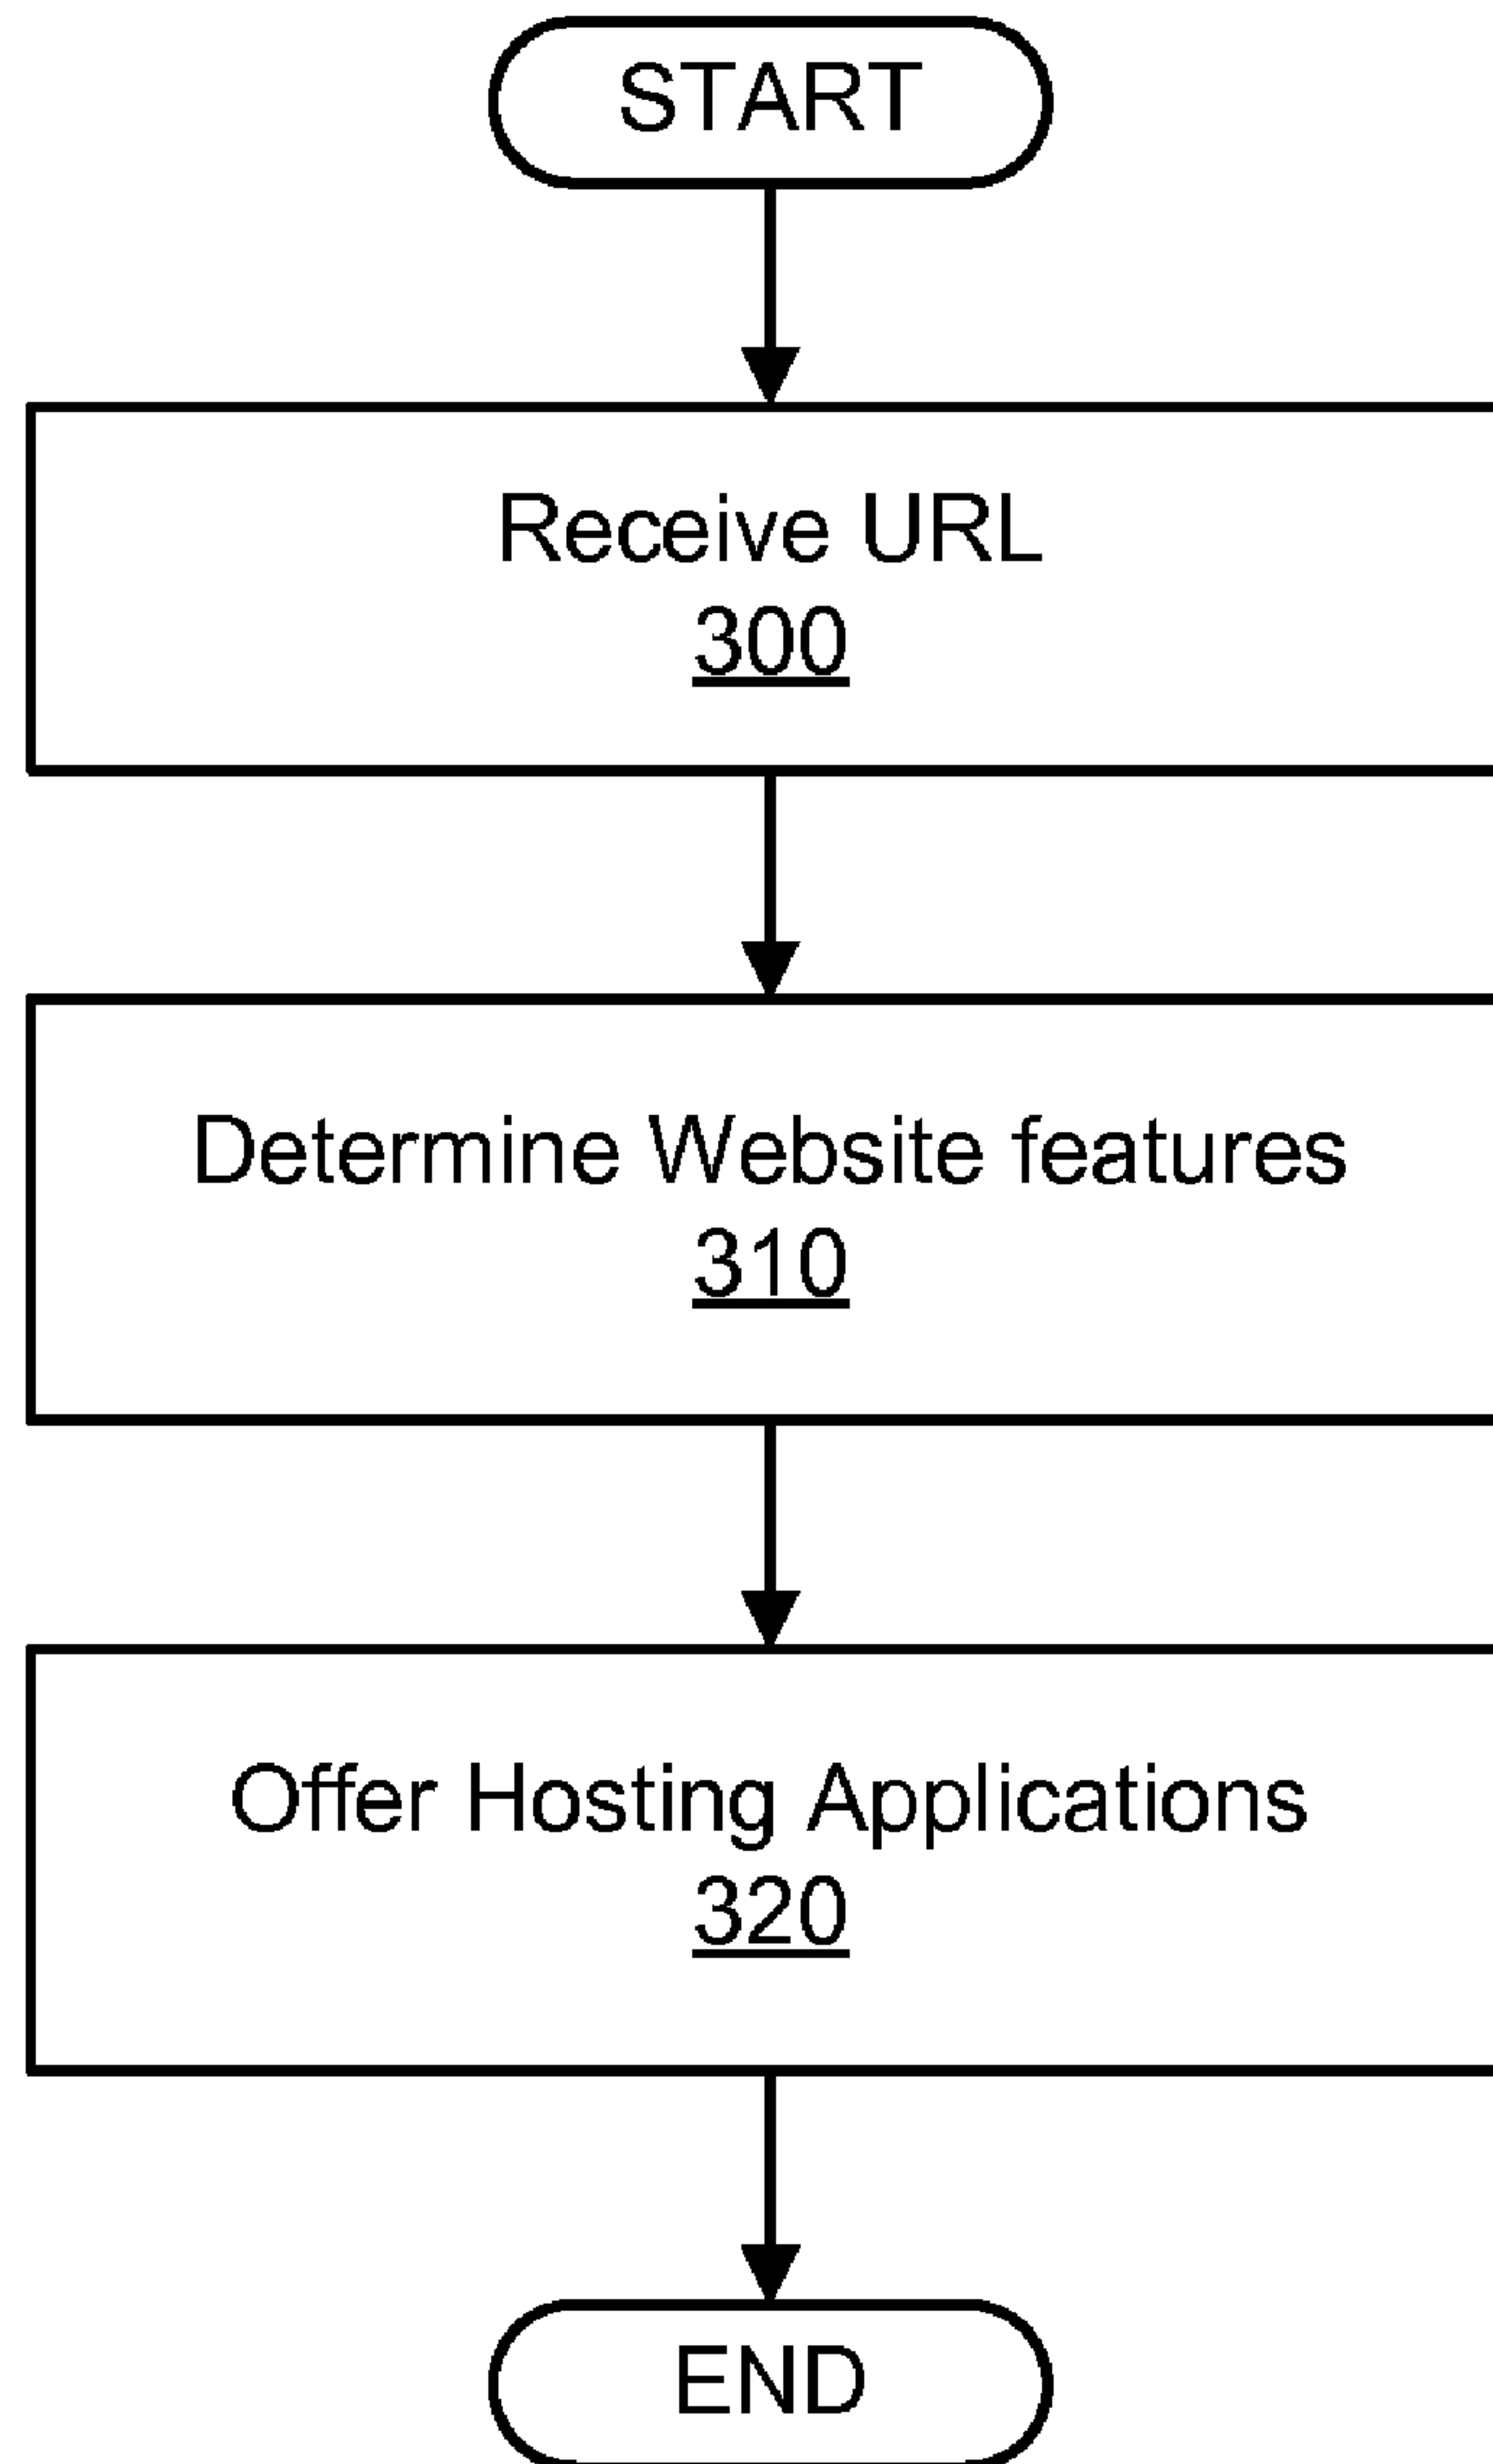 START
Receive URL
300
Determine Website features
310
Offer Hosting Applications
320
END